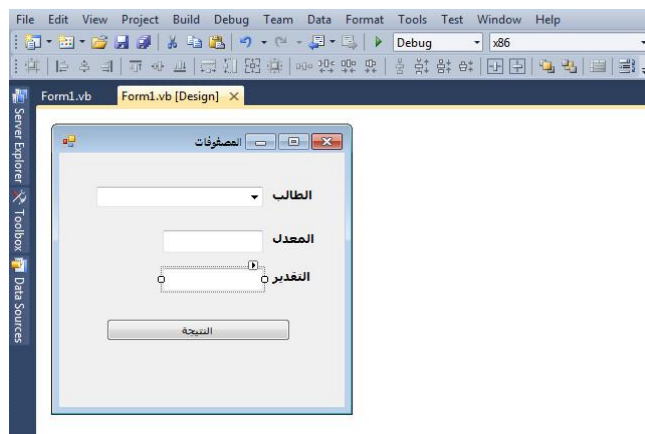 File Edit View Project Build Debug Team Data Format Tools Test Window Help
Debug x86
Form1.vb Form1.vb [Design] ×
Server Explorer
Toolbox
Data Sources
المصفوفات
الطالب
المعدل
التقدير
النتيجة